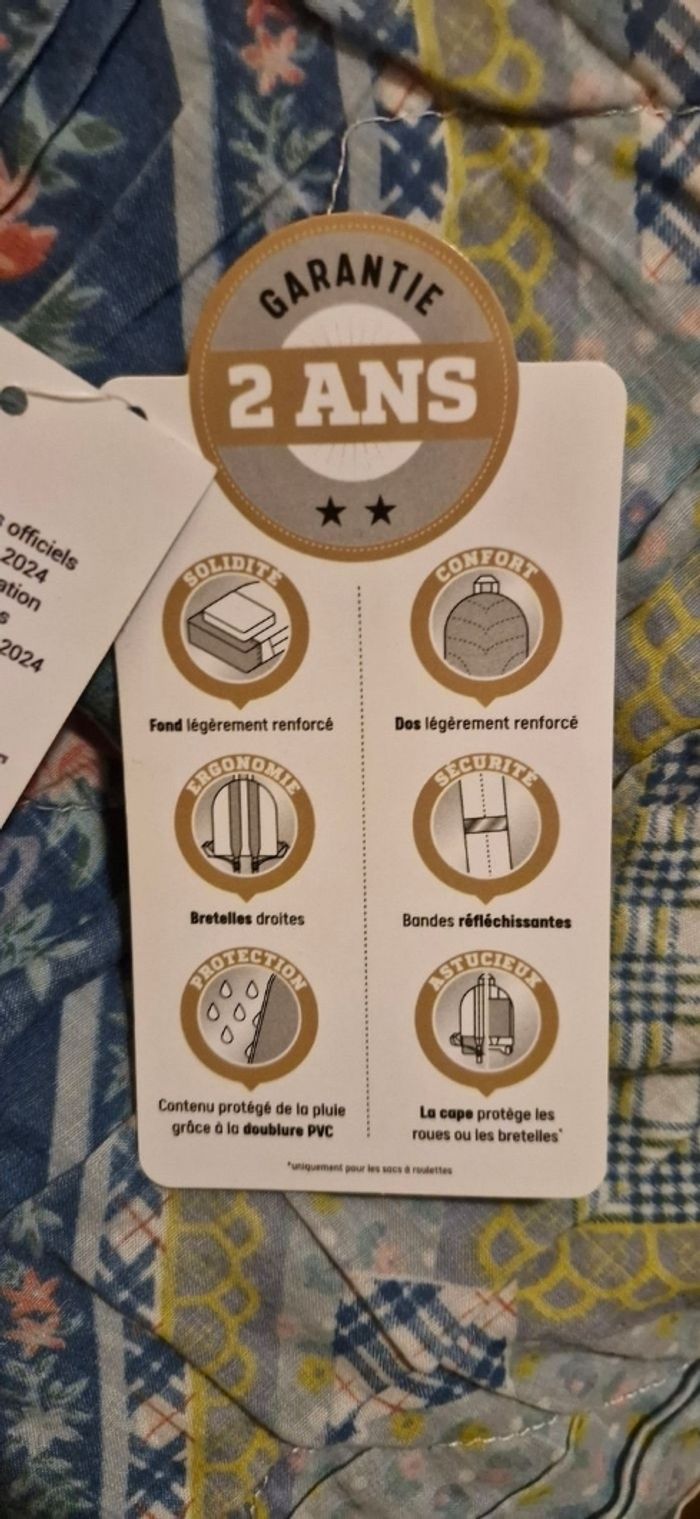 GARANTIE
2 ANS
officiels
2024
ation
s
2024
SOLIDITÉ
Fond légèrement renforcé
CONFORT
Dos légèrement renforcé
ERGONOMIE
Bretelles droites
SÉCURITÉ
Bandes réfléchissantes
PROTECTION
Contenu protégé de la pluie
grâce à la doublure PVC
ASTUCIEUX
La cape protège les
roues ou les bretelles*
*uniquement pour les sacs à roulettes